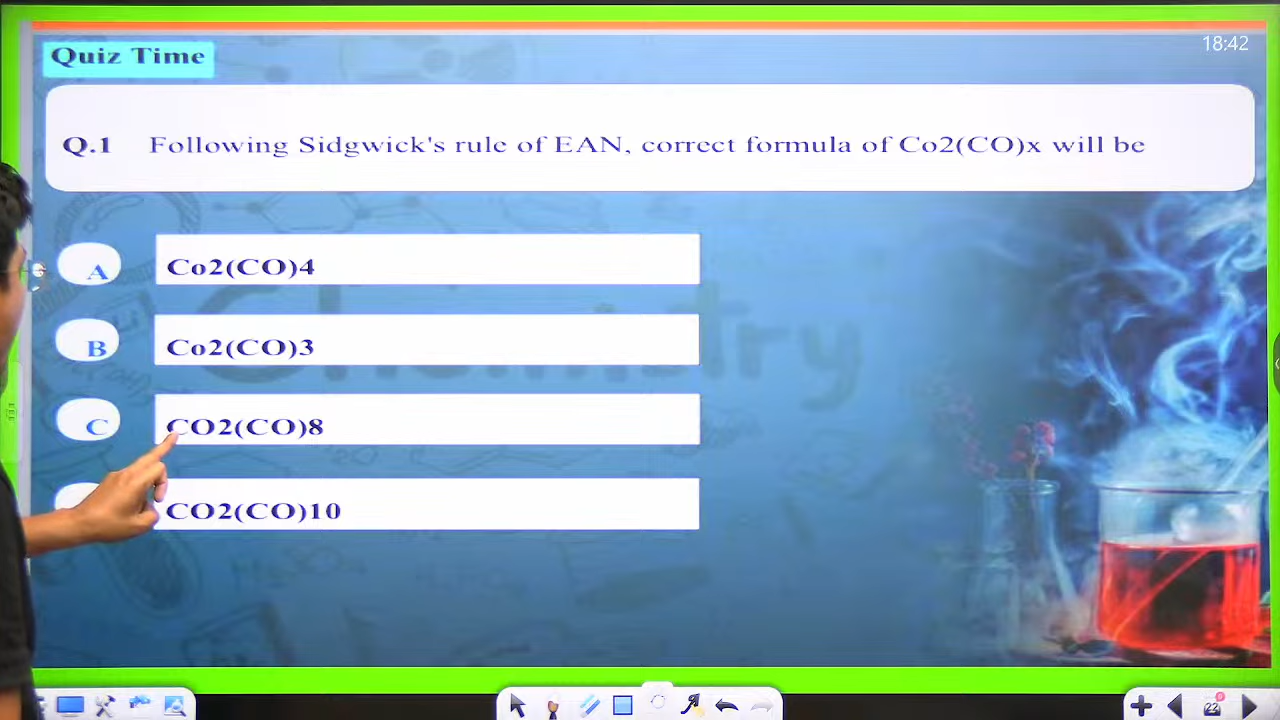 Quiz Time
18:42
Q.1 Following Sidgwick's rule of EAN, correct formula of Co2(CO)x will be
A Co2(CO)4
B Co2(CO)3
C CO2(CO)8
CO2(CO)10
22